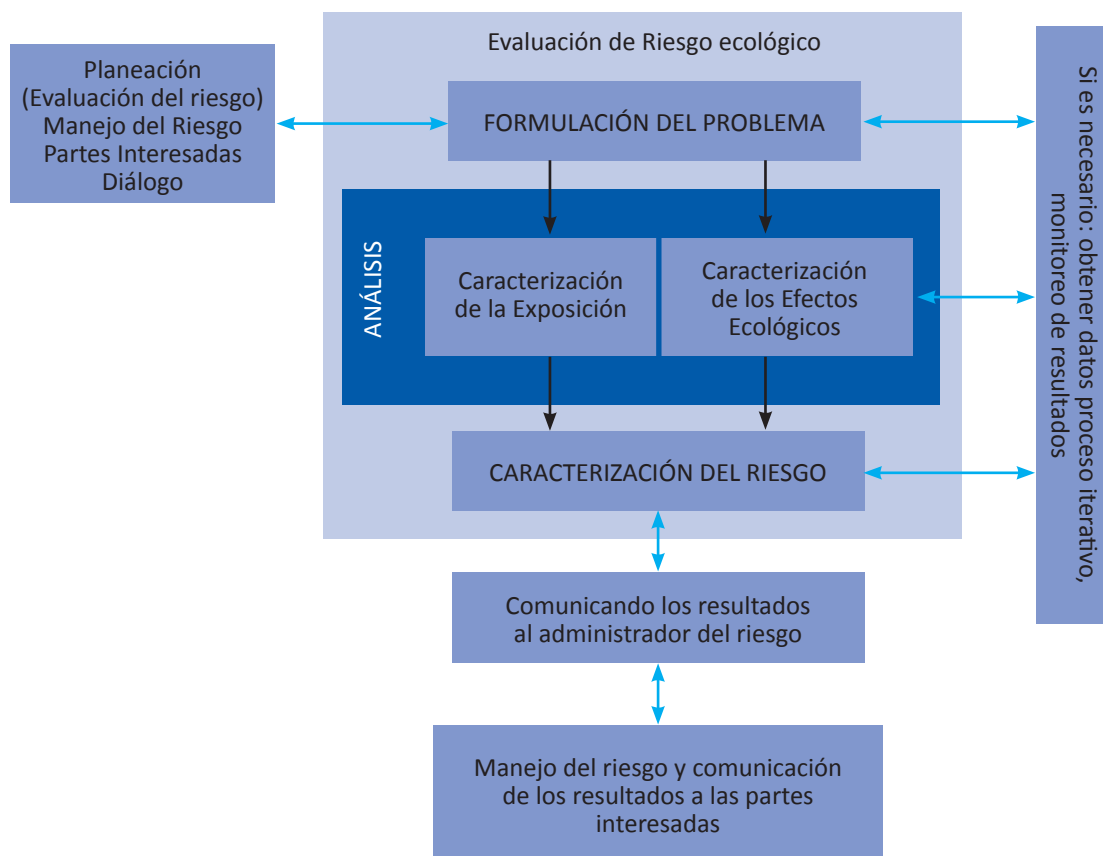 Evaluación de Riesgo ecológico
Planeación
(Evaluación del riesgo)
Manejo del Riesgo
Partes Interesadas
Diálogo
FORMULACIÓN DEL PROBLEMA
ANÁLISIS
Caracterización
de la Exposición
Caracterización
de los Efectos
Ecológicos
CARACTERIZACIÓN DEL RIESGO
Si es necesario: obtener datos proceso iterativo,
monitoreo de resultados
Comunicando los resultados
al administrador del riesgo
Manejo del riesgo y comunicación
de los resultados a las partes
interesadas